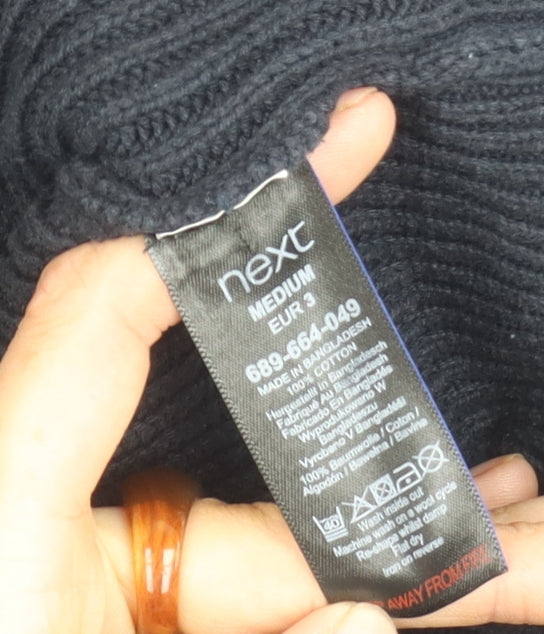 next
MEDIUM
EUR 3
689-664-049
MADE IN BANGLADESH
100% COTTON
Hergestellt in Bangladesch
Fabriqué Au Bangladesh
Fabricado En Bangladés
Wyprodukowano W
Bangladeszu
Vyrobeno V Bangladéši
100% Baumwolle / Coton /
Algodón / Bawełna / Bavlna
40
Wash inside out
Machine wash on a wool cycle
Re-shape whilst damp
Flat dry
Iron on reverse
AWAY FROM FIRE